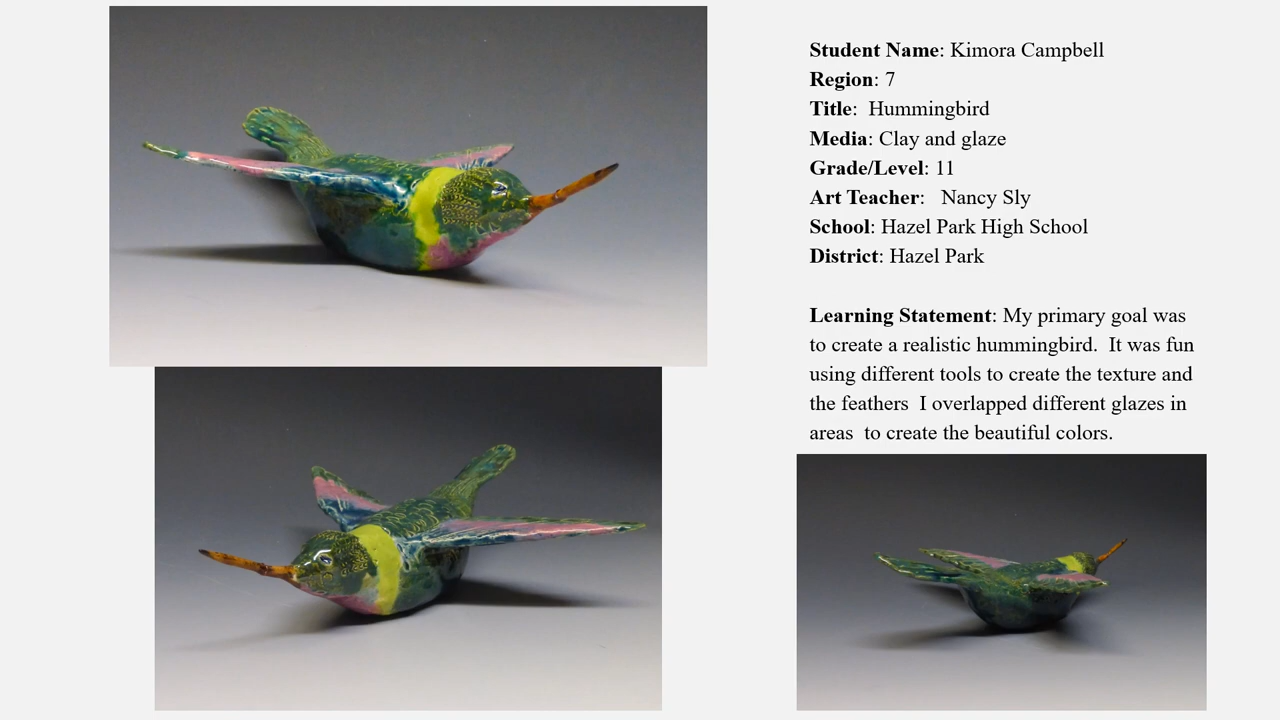 Student Name: Kimora Campbell
Region: 7
Title:  Hummingbird
Media: Clay and glaze
Grade/Level: 11
Art Teacher:   Nancy Sly
School: Hazel Park High School
District: Hazel Park
Learning Statement: My primary goal was
to create a realistic hummingbird.  It was fun
using different tools to create the texture and
the feathers  I overlapped different glazes in
areas  to create the beautiful colors.